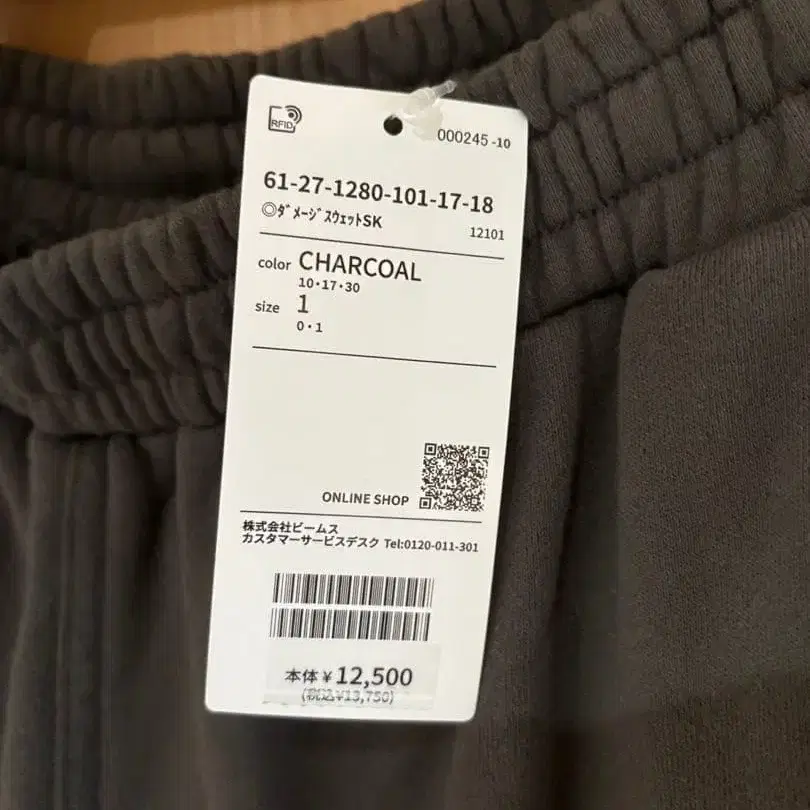 RFID
000245 -10
61-27-1280-101-17-18
◎ﾀﾞﾒｰｼﾞｽｳｪｯﾄSK
12101
color CHARCOAL
10・17・30
size 1
0・1
ONLINE SHOP
株式会社ビームス
カスタマーサービスデスク Tel:0120-011-301
本体¥12,500
(税込¥13,750)